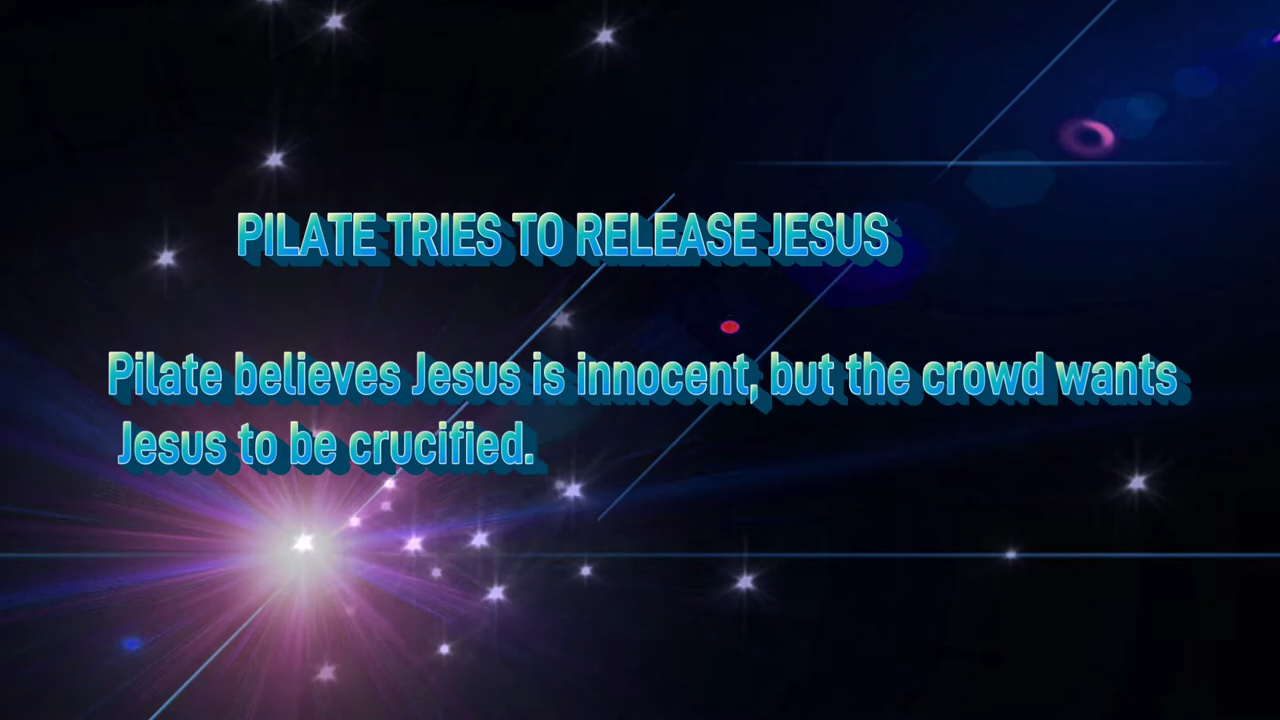 PILATE TRIES TO RELEASE JESUS
Pilate believes Jesus is innocent, but the crowd wants
Jesus to be crucified.